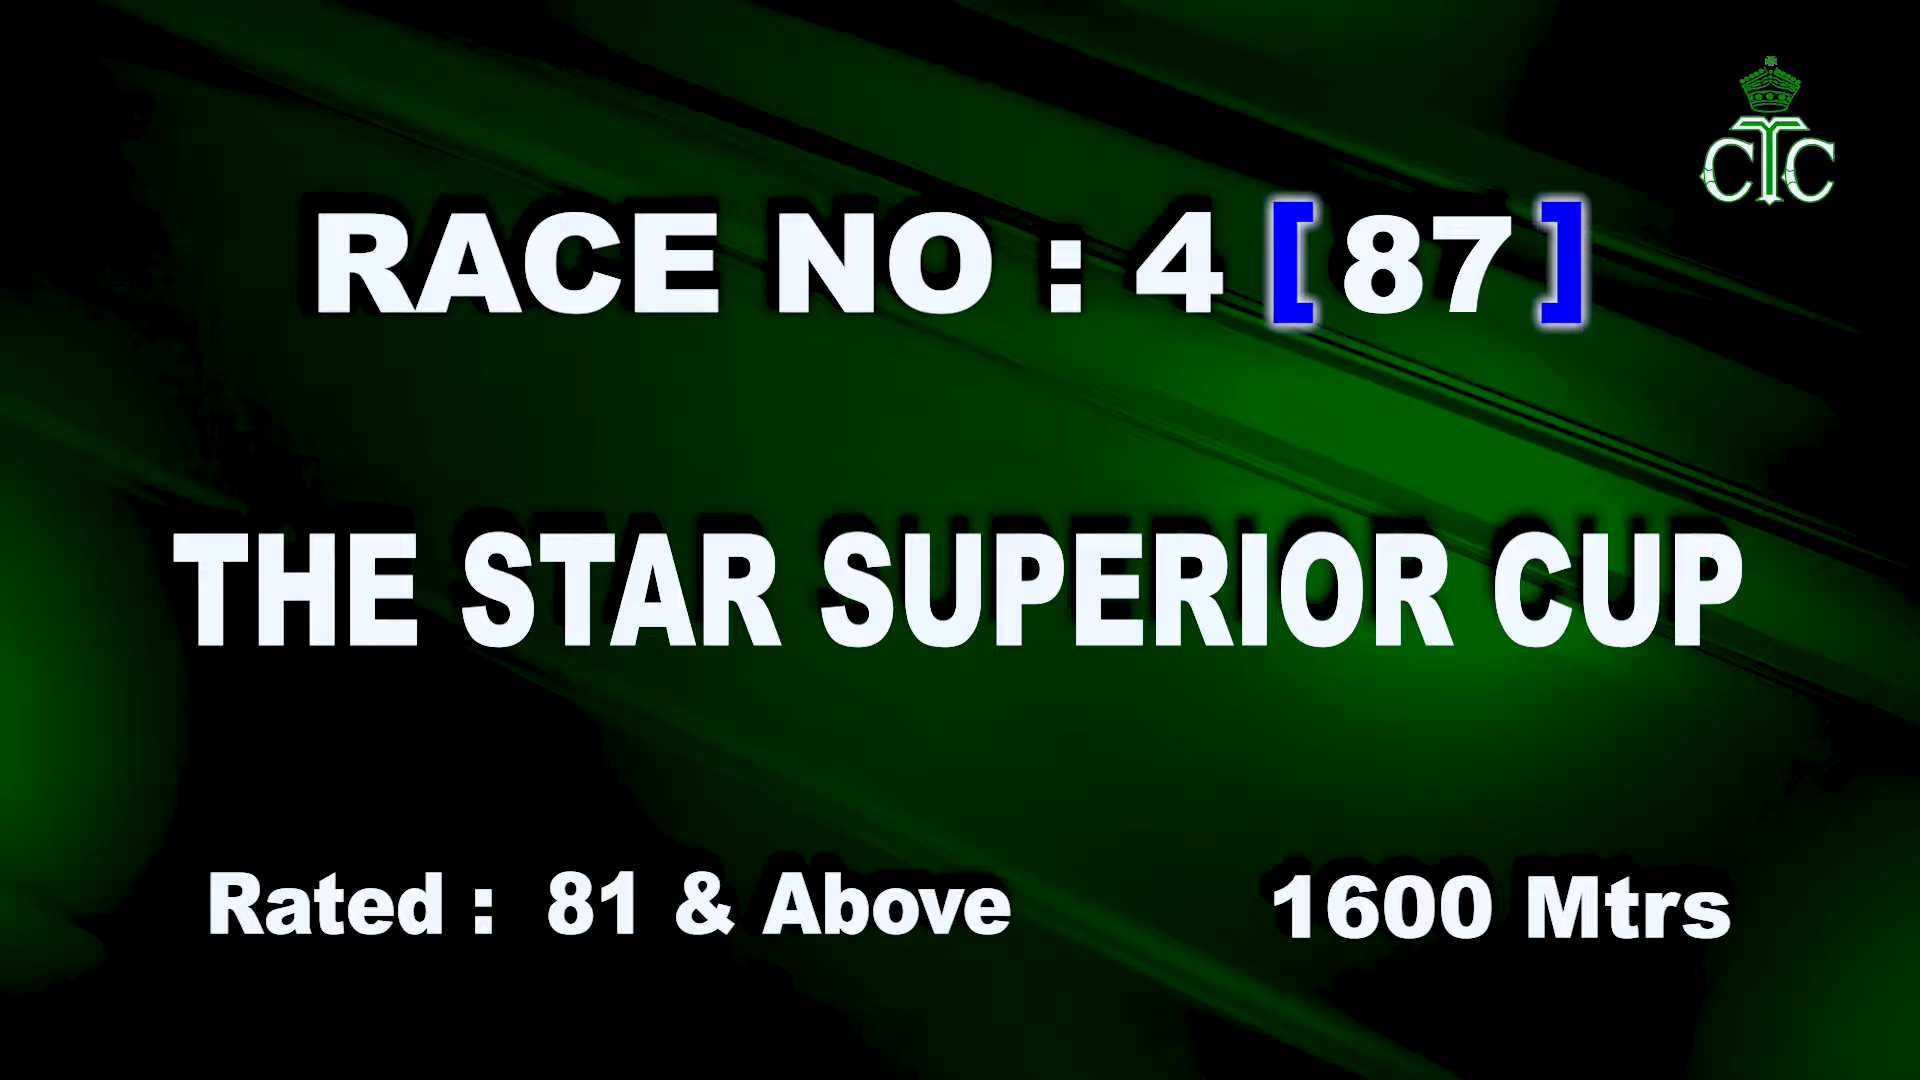 CTC
RACE NO : 4 [87]
THE STAR SUPERIOR CUP
Rated : 81 & Above 1600 Mtrs